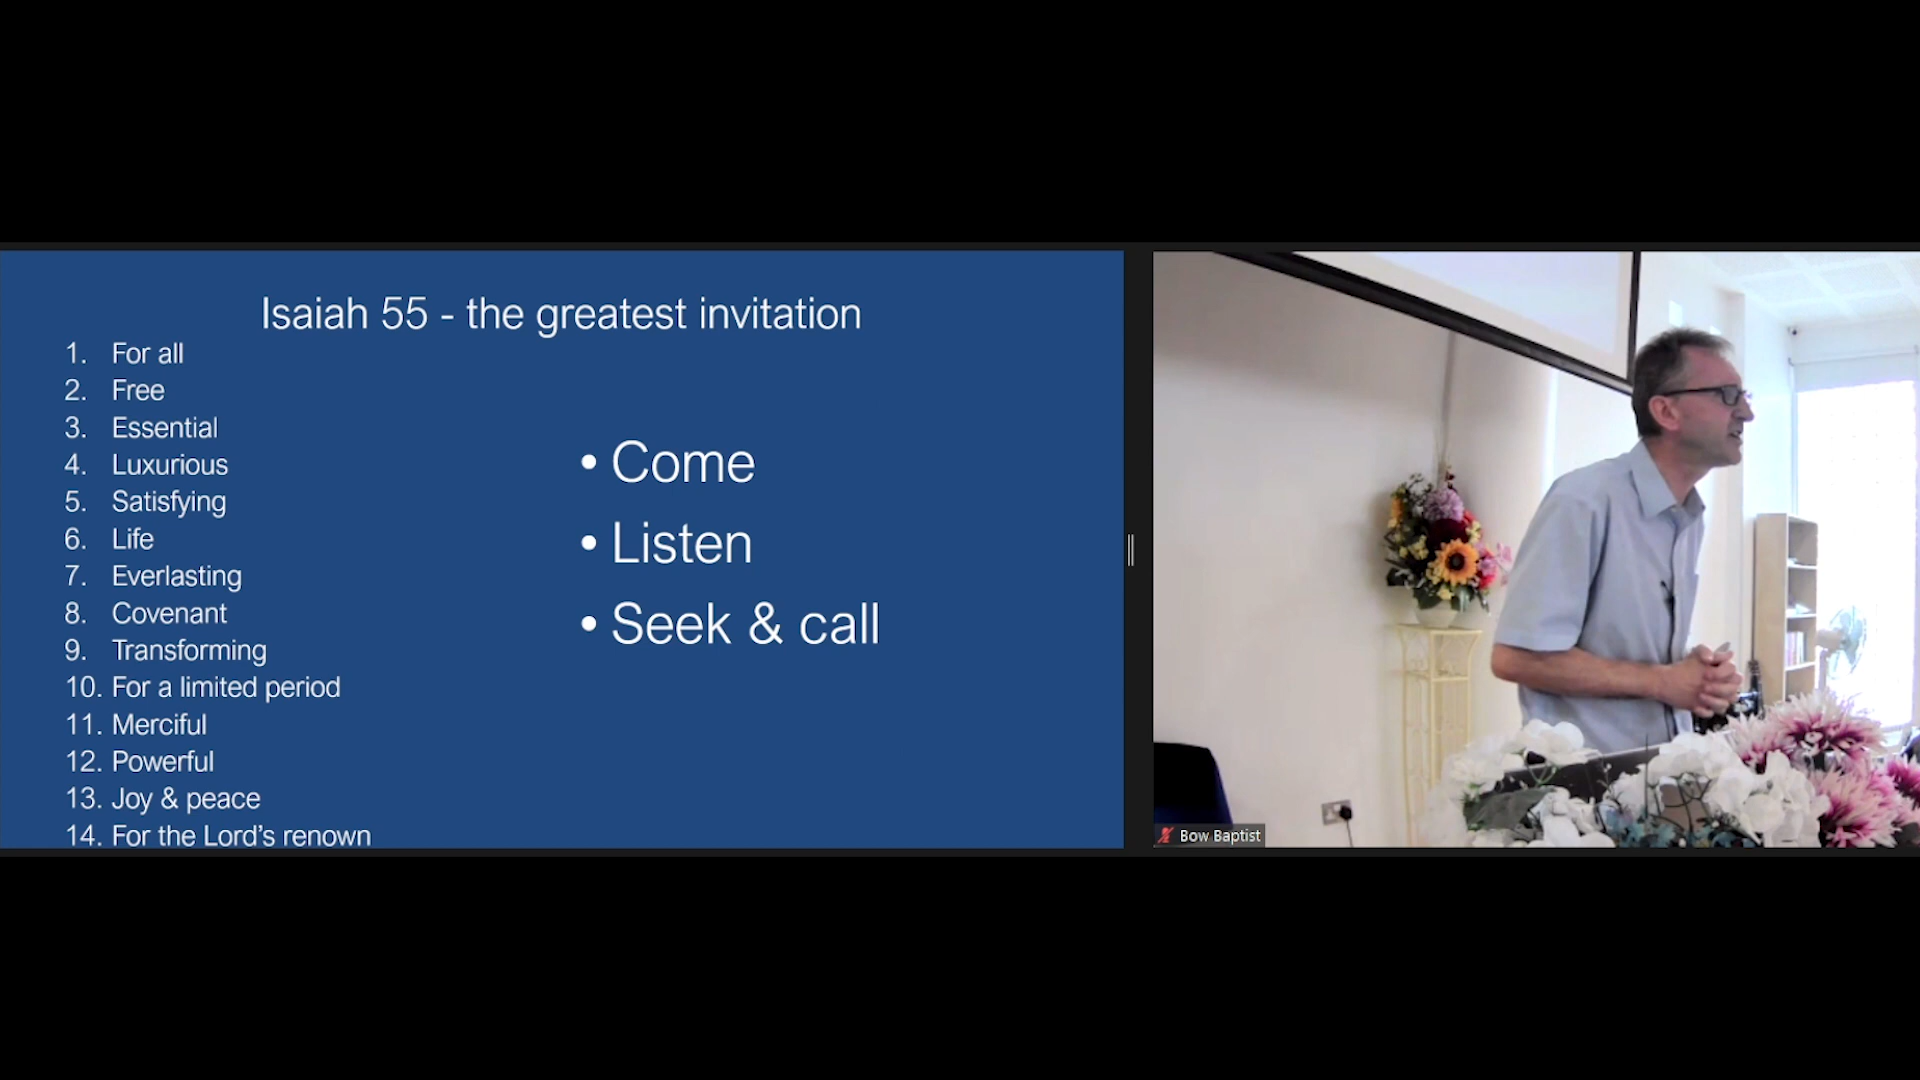 Isaiah 55 - the greatest invitation
1. For all
2. Free
3. Essential
4. Luxurious
5. Satisfying
6. Life
7. Everlasting
8. Covenant
9. Transforming
10. For a limited period
11. Merciful
12. Powerful
13. Joy & peace
14. For the Lord’s renown
• Come
• Listen
• Seek & call
Bow Baptist